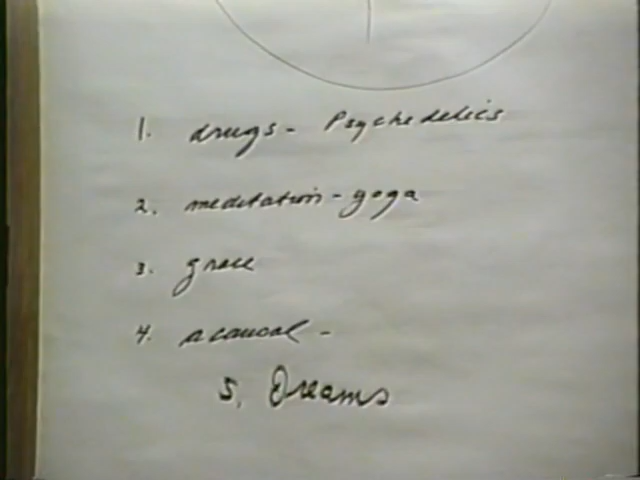 1. drugs - Psychedelics
2. meditation - yoga
3. grace
4. acausal -
5. Dreams